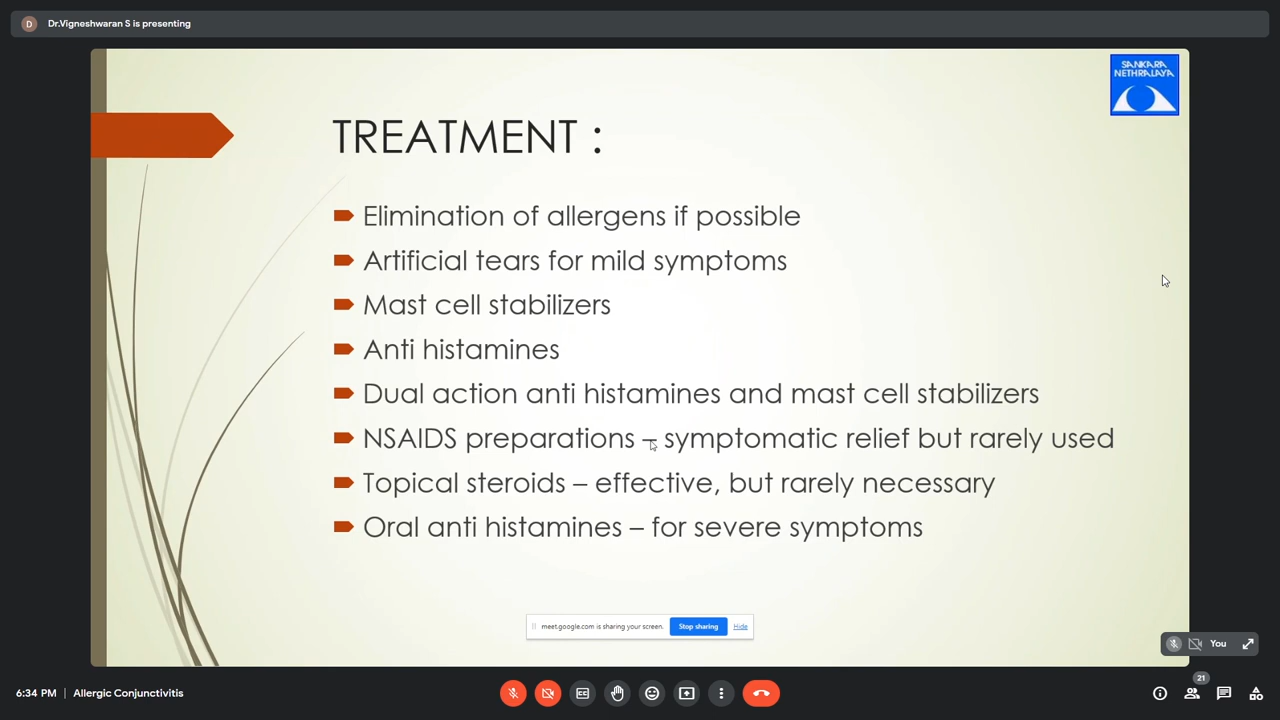 D Dr.Vigneshwaran S is presenting
SANKARA
NETHRALAYA
TREATMENT :
Elimination of allergens if possible
Artificial tears for mild symptoms
Mast cell stabilizers
Anti histamines
Dual action anti histamines and mast cell stabilizers
NSAIDS preparations – symptomatic relief but rarely used
Topical steroids – effective, but rarely necessary
Oral anti histamines – for severe symptoms
meet.google.com is sharing your screen. Stop sharing Hide
You
6:34 PM | Allergic Conjunctivitis
21